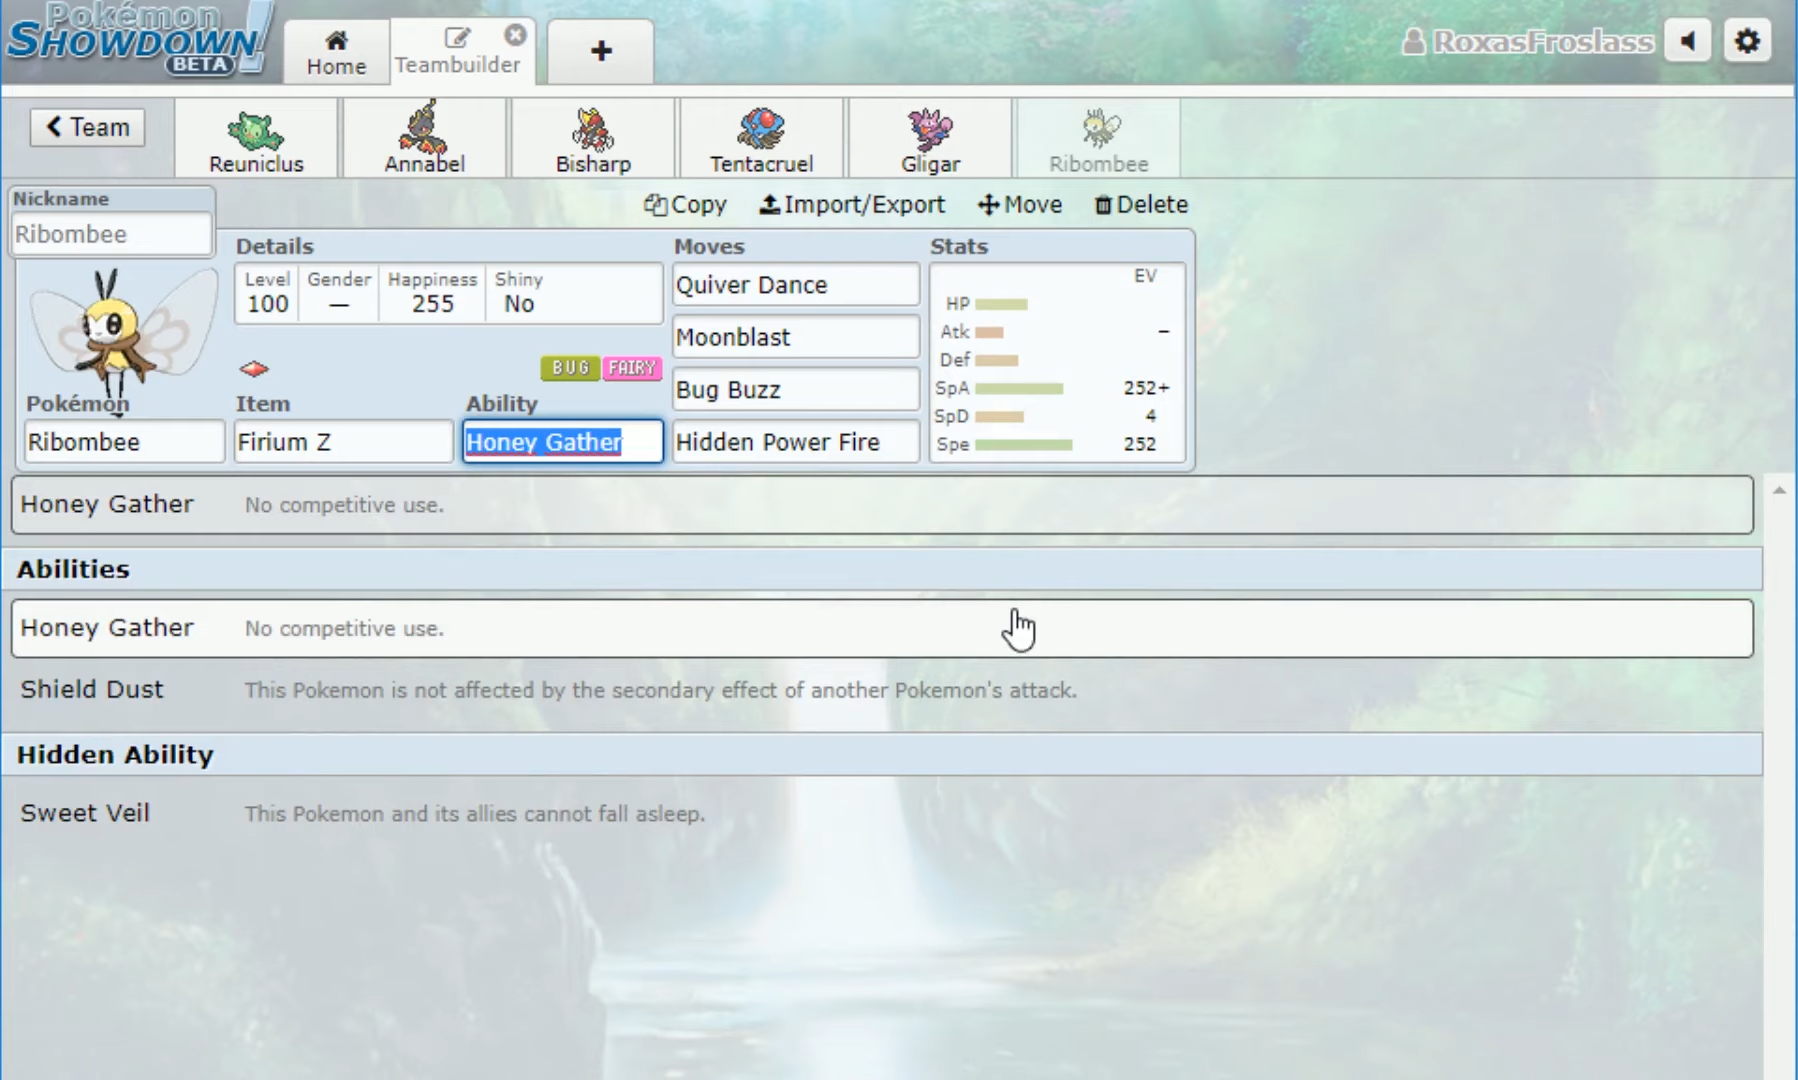 Pokémon
SHOWDOWN!
BETA
Home
Teambuilder
+
RoxasFroslass
Team
Reuniclus
Annabel
Bisharp
Tentacruel
Gligar
Ribombee
Nickname
Ribombee
Copy
Import/Export
Move
Delete
Details
Level
100
Gender
—
Happiness
255
Shiny
No
BUG
FAIRY
Pokémon
Ribombee
Item
Firium Z
Ability
Honey Gather
Moves
Quiver Dance
Moonblast
Bug Buzz
Hidden Power Fire
Stats
EV
HP
Atk –
Def
SpA 252+
SpD 4
Spe 252
Honey Gather No competitive use.
Abilities
Honey Gather No competitive use.
Shield Dust This Pokemon is not affected by the secondary effect of another Pokemon's attack.
Hidden Ability
Sweet Veil This Pokemon and its allies cannot fall asleep.